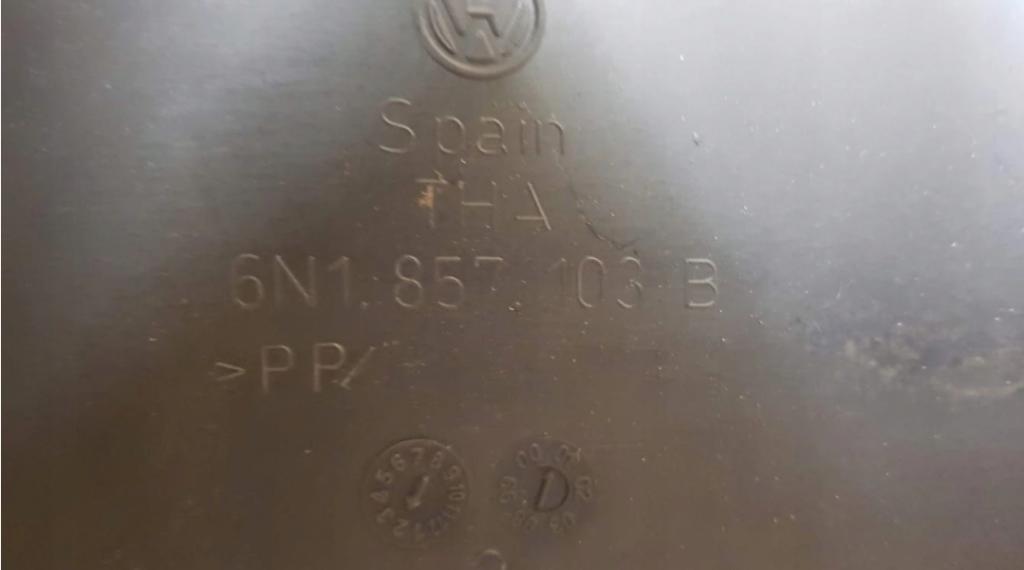 Spain
THA
6N1.857.103 B
>PP/